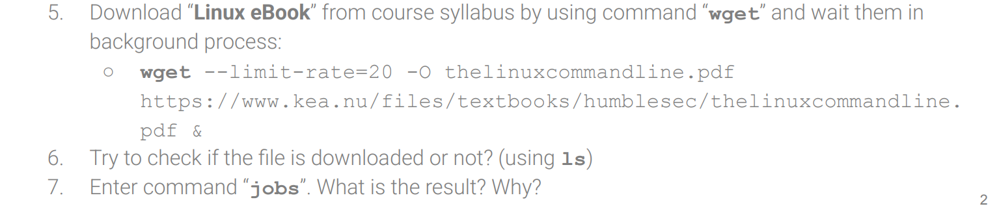 5. Download “Linux eBook” from course syllabus by using command “wget” and wait them in
background process:
○ wget --limit-rate=20 -O thelinuxcommandline.pdf
https://www.kea.nu/files/textbooks/humblesec/thelinuxcommandline.
pdf &
6. Try to check if the file is downloaded or not? (using ls)
7. Enter command “jobs”. What is the result? Why?
2